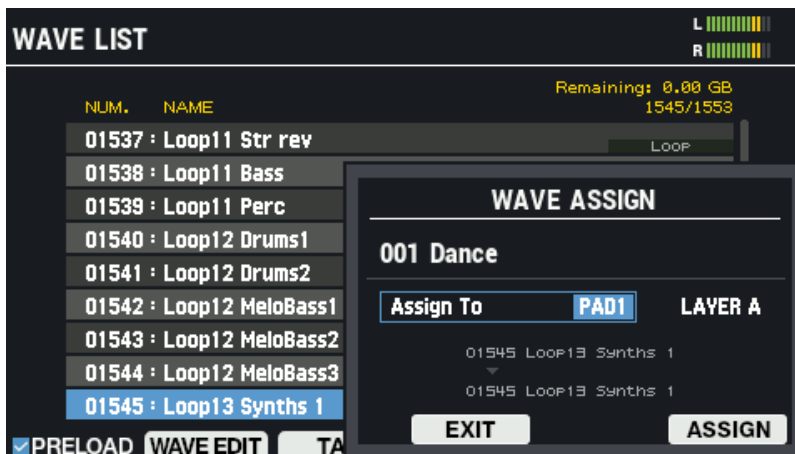 WAVE LIST
L
R
Remaining: 0.00 GB
NUM. NAME 1545/1553
01537 : Loop11 Str rev
Loop
01538 : Loop11 Bass
01539 : Loop11 Perc
01540 : Loop12 Drums1
01541 : Loop12 Drums2
01542 : Loop12 MeloBass1
01543 : Loop12 MeloBass2
01544 : Loop12 MeloBass3
01545 : Loop13 Synths 1
PRELOAD WAVE EDIT TA
WAVE ASSIGN
001 Dance
Assign To PAD1 LAYER A
01545 Loop13 Synths 1
01545 Loop13 Synths 1
EXIT ASSIGN